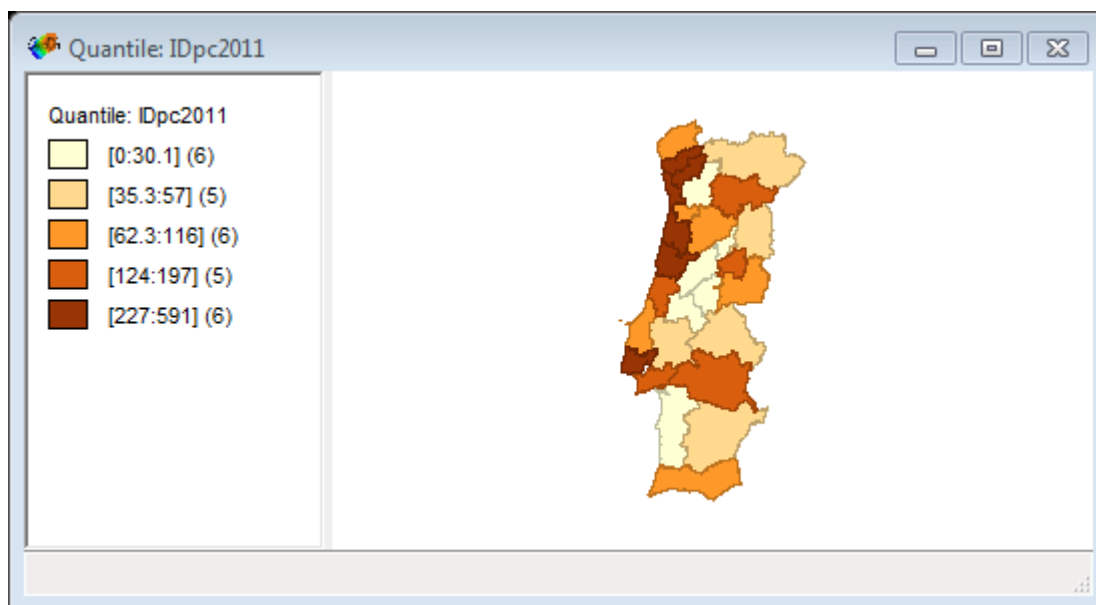 Quantile: IDpc2011
Quantile: IDpc2011
[0:30.1] (6)
[35.3:57] (5)
[62.3:116] (6)
[124:197] (5)
[227:591] (6)